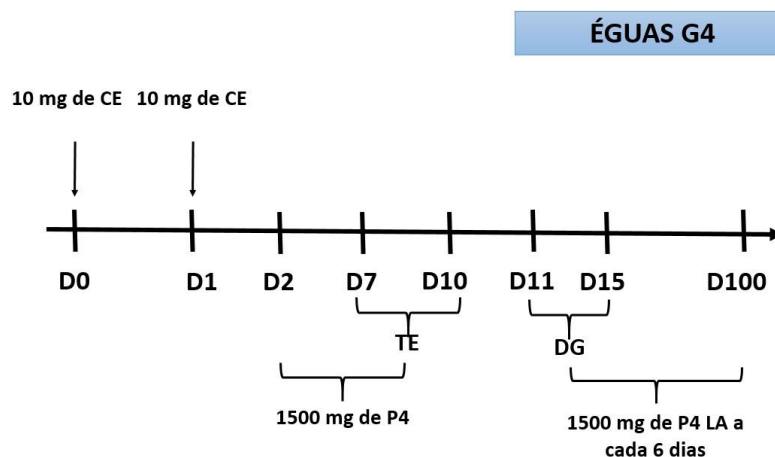 ÉGUAS G4
10 mg de CE 10 mg de CE
D0 D1 D2 D7 D10 D11 D15 D100
TE DG
1500 mg de P4
1500 mg de P4 LA a
cada 6 dias